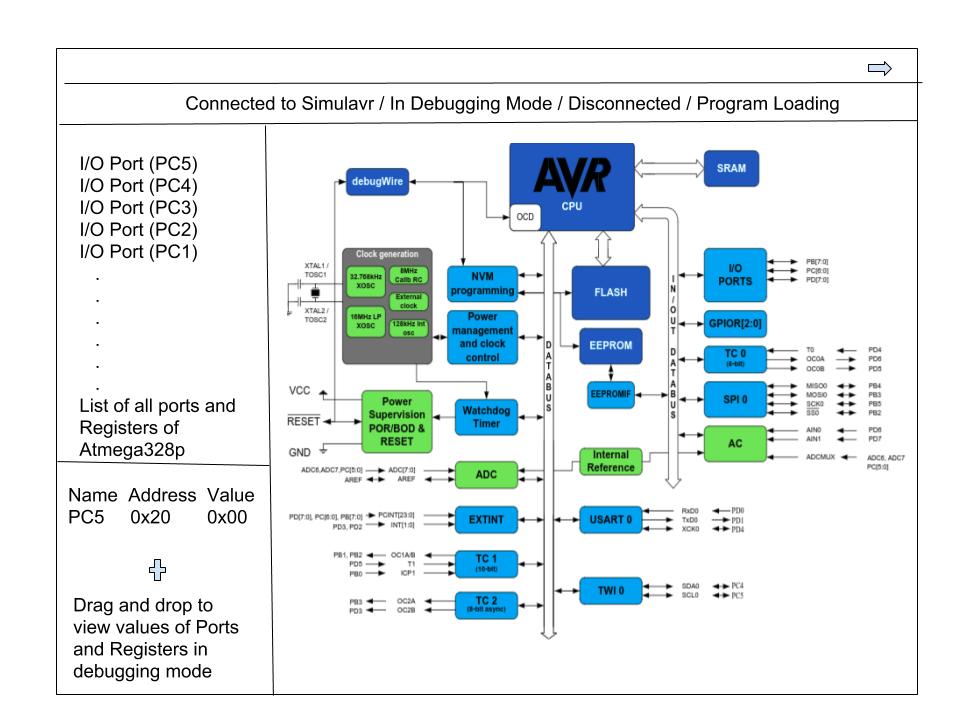 Connected to Simulavr / In Debugging Mode / Disconnected / Program Loading
I/O Port (PC5)
I/O Port (PC4)
I/O Port (PC3)
I/O Port (PC2)
I/O Port (PC1)
.
.
.
.
.
.
List of all ports and
Registers of
Atmega328p
Name Address Value
PC5 0x20 0x00
Drag and drop to
view values of Ports
and Registers in
debugging mode
AVR
CPU
OCD
SRAM
debugWire
Clock generation
XTAL1 /
TOSC1
XTAL2 /
TOSC2
32.768kHz
XOSC
8MHz
Calib RC
External
clock
16MHz LP
XOSC
128kHz int
osc
NVM
programming
FLASH
Power
management
and clock
control
EEPROM
EEPROMIF
DATABUS
IN/OUT DATABUS
I/O
PORTS
PB[7:0]
PC[6:0]
PD[7:0]
GPIOR[2:0]
TC 0
(8-bit)
T0 PD4
OC0A PD6
OC0B PD5
SPI 0
MISO0 PB4
MOSI0 PB3
SCK0 PB5
SS0 PB2
AC
AIN0 PD6
AIN1 PD7
ADCMUX ADC6, ADC7
PC[5:0]
VCC
RESET
GND
Power
Supervision
POR/BOD &
RESET
Watchdog
Timer
Internal
Reference
ADC6,ADC7,PC[5:0] ADC[7:0]
AREF AREF
ADC
PD[7:0], PC[6:0], PB[7:0] PCINT[23:0]
PD3, PD2 INT[1:0]
EXTINT
USART 0
RxD0 PD0
TxD0 PD1
XCK0 PD4
PB1, PB2 OC1A/B
PD5 T1
PB0 ICP1
TC 1
(16-bit)
TWI 0
SDA0 PC4
SCL0 PC5
PB3 OC2A
PD3 OC2B
TC 2
(8-bit async)